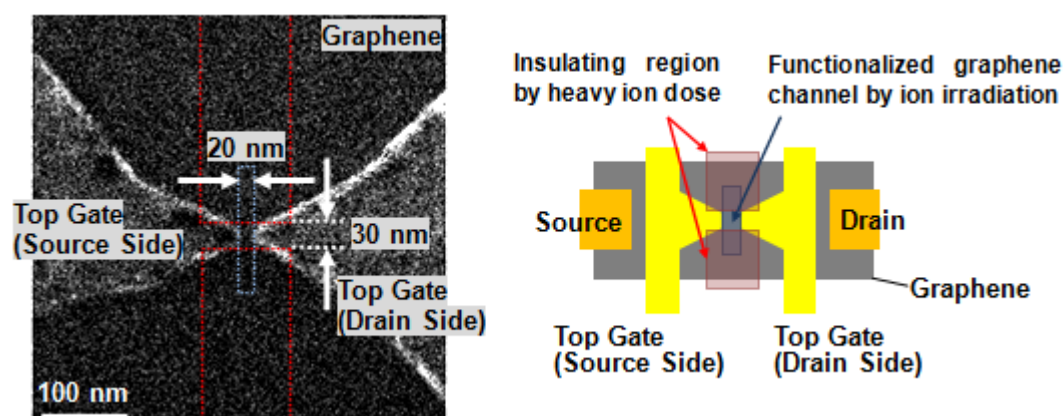 Graphene
20 nm
Top Gate
(Source Side)
30 nm
Top Gate
(Drain Side)
100 nm
Insulating region
by heavy ion dose
Functionalized graphene
channel by ion irradiation
Source
Drain
Graphene
Top Gate
(Source Side)
Top Gate
(Drain Side)